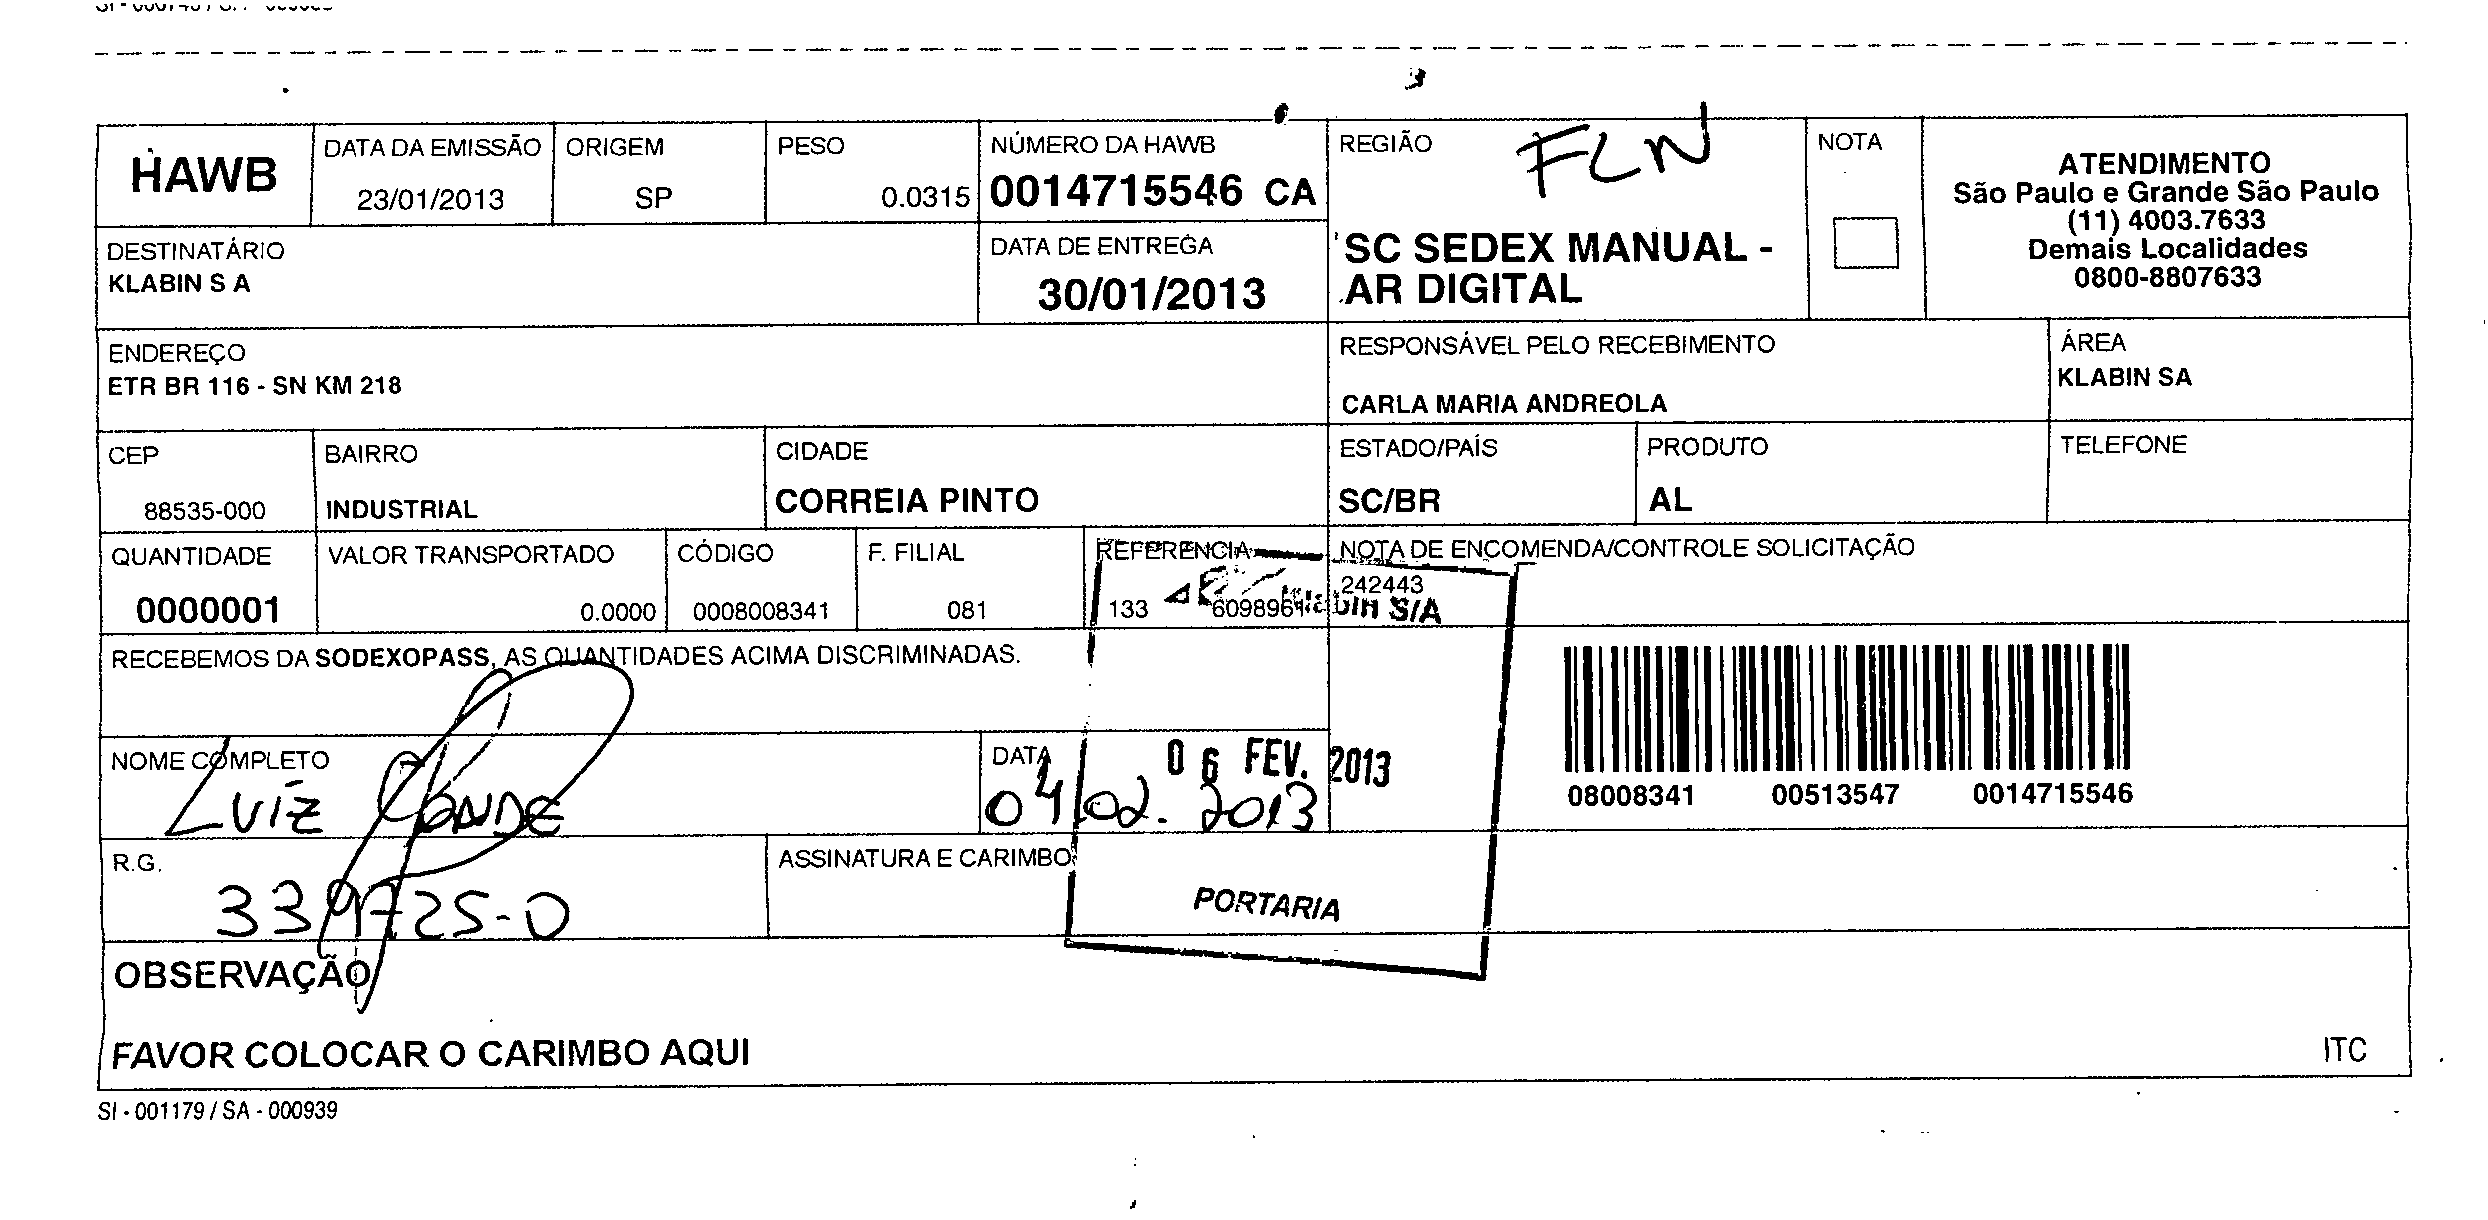 HAWB
DATA DA EMISSÃO
23/01/2013
ORIGEM
SP
PESO
0.0315
NÚMERO DA HAWB
0014715546 CA
REGIÃO
FLN
SC SEDEX MANUAL -
AR DIGITAL
NOTA
ATENDIMENTO
São Paulo e Grande São Paulo
(11) 4003.7633
Demais Localidades
0800-8807633
DESTINATÁRIO
KLABIN S A
DATA DE ENTREGA
30/01/2013
ENDEREÇO
ETR BR 116 - SN KM 218
RESPONSÁVEL PELO RECEBIMENTO
CARLA MARIA ANDREOLA
ÁREA
KLABIN SA
CEP
88535-000
BAIRRO
INDUSTRIAL
CIDADE
CORREIA PINTO
ESTADO/PAÍS
SC/BR
PRODUTO
AL
TELEFONE
QUANTIDADE
0000001
VALOR TRANSPORTADO
0.0000
CÓDIGO
0008008341
F. FILIAL
081
REFERENCIA
133
NOTA DE ENCOMENDA/CONTROLE SOLICITAÇÃO
242443
S/A
RECEBEMOS DA SODEXOPASS, AS QUANTIDADES ACIMA DISCRIMINADAS.
NOME COMPLETO
LUIZ
DATA
04/02.2013
06 FEV. 2013
08008341 00513547 0014715546
R.G.
339725-0
ASSINATURA E CARIMBO
PORTARIA
OBSERVAÇÃO
FAVOR COLOCAR O CARIMBO AQUI
ITC
SI - 001179 / SA - 000939